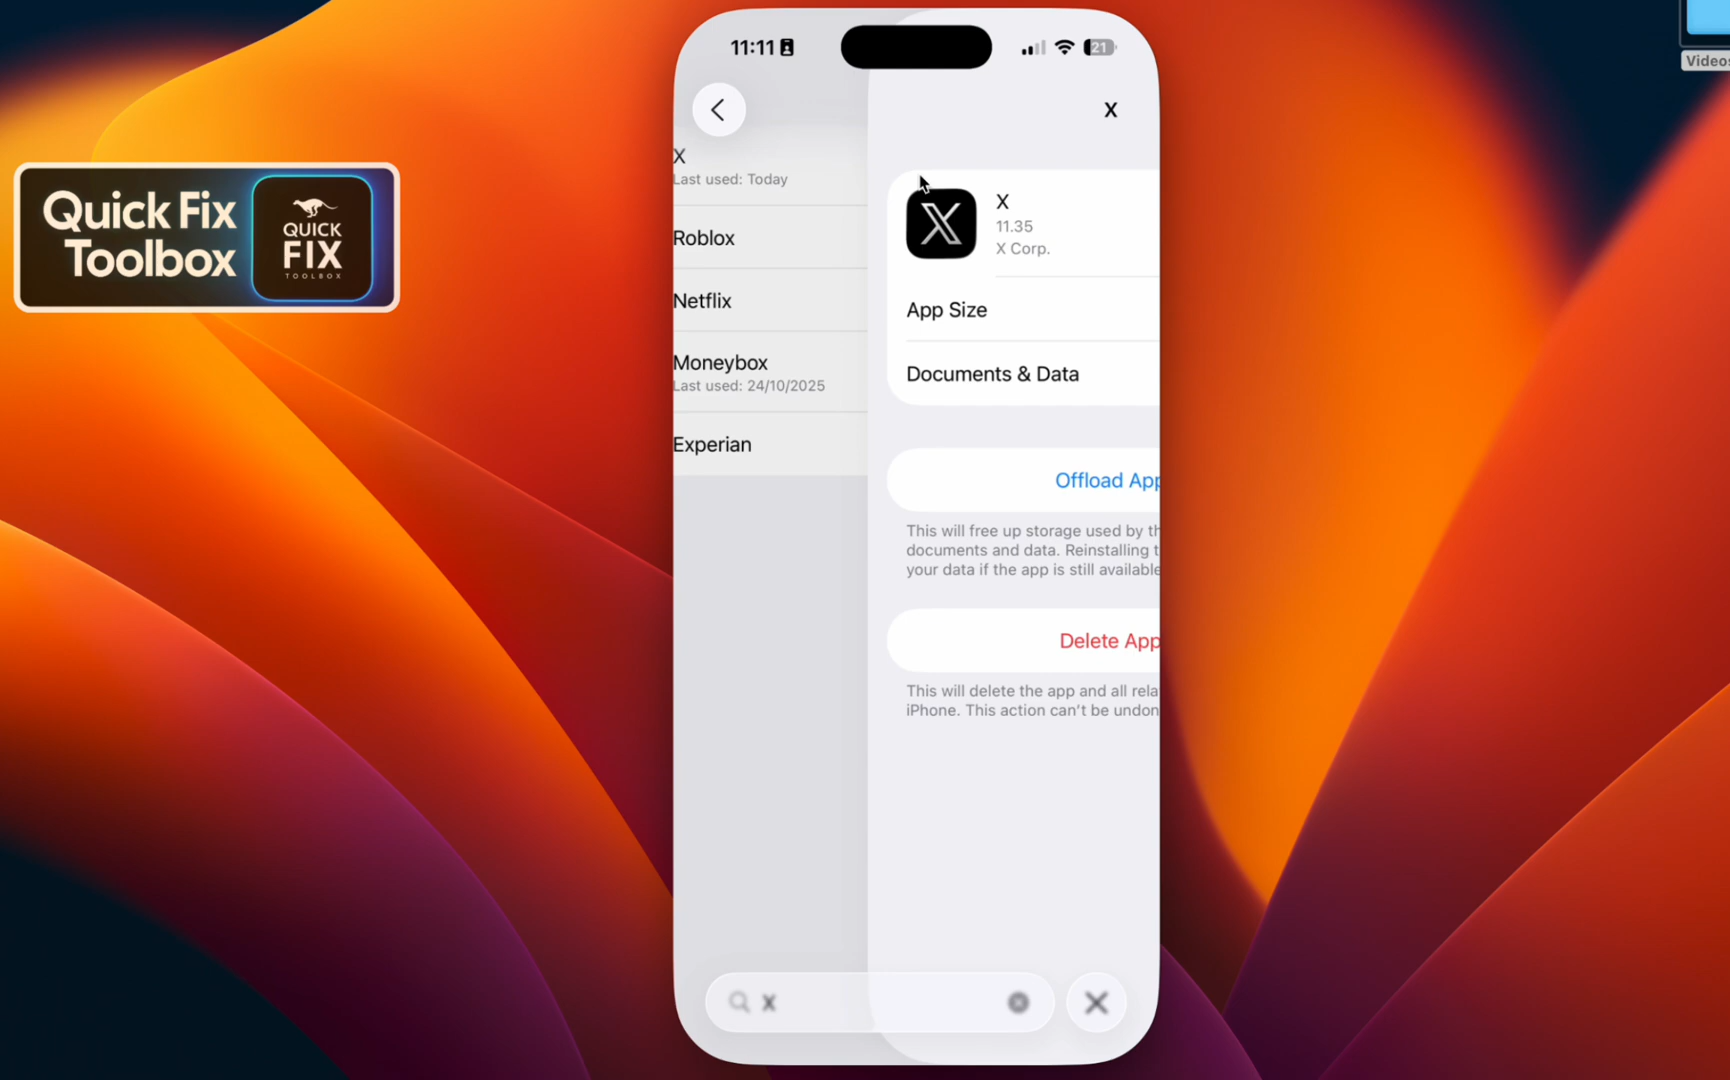 Videos
Quick Fix
Toolbox
QUICK
FIX
TOOLBOX
11:11
21
X
Last used: Today
Roblox
Netflix
Moneybox
Last used: 24/10/2025
Experian
X
X
11.35
X Corp.
App Size
Documents & Data
Offload App
This will free up storage used by th
documents and data. Reinstalling t
your data if the app is still available
Delete App
This will delete the app and all rela
iPhone. This action can't be undon
X